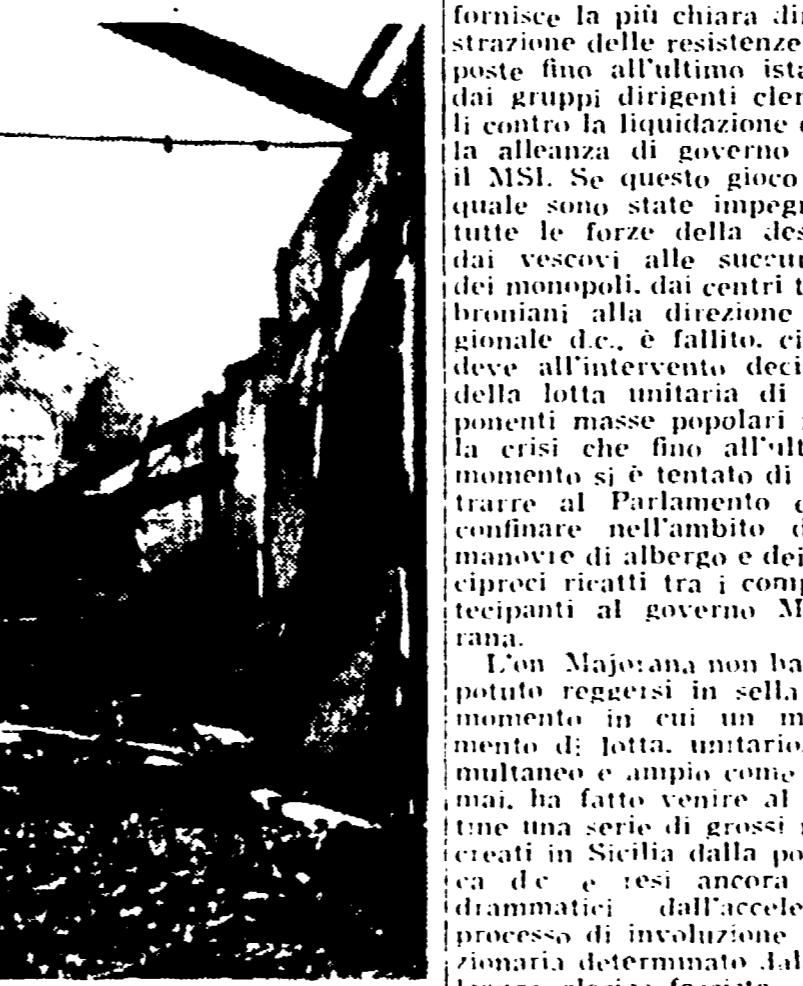 fornisce la più chiara dim
strazione delle resistenze
poste fino all'ultimo ista
dai gruppi dirigenti cler
li contro la liquidazione
la alleanza di governo
il MSI. Se questo gioco
quale sono state impegn
tutte le forze della des
dai vescovi alle succur
dei monopoli, dai centri t
broniani alla direzione
gionale d.c., è fallito, ci
deve all'intervento deci
della lotta unitaria di
ponenti masse popolari
la crisi che fino all'ult
momento si è tentato di
trarre al Parlamento
confinare nell'ambito d
manovre di albergo e dei
ciproci ricatti tra i comp
tecipanti al governo M
rana.
L'on Majorana non ha
potuto reggersi in sella
momento in cui un m
mento di lotta, unitario,
multaneo e ampio come
mai, ha fatto venire al
tine una serie di grossi
creati in Sicilia dalla po
ca d c e resi ancora
drammatici dall'accele
processo di involuzione
zionaria determinato dal